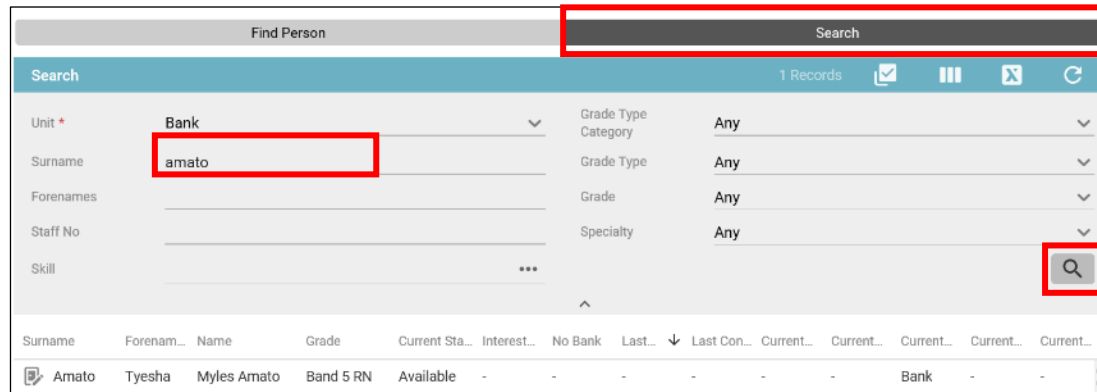 Find Person Search
Search 1 Records
Unit * Bank Grade Type Category Any
Surname amato Grade Type Any
Forenames Grade Any
Staff No Specialty Any
Skill
Surname Forenam... Name Grade Current Sta... Interest... No Bank Last... Last Con... Current... Current... Current... Current... Current...
Amato Tyesha Myles Amato Band 5 RN Available - - - - - - Bank - -